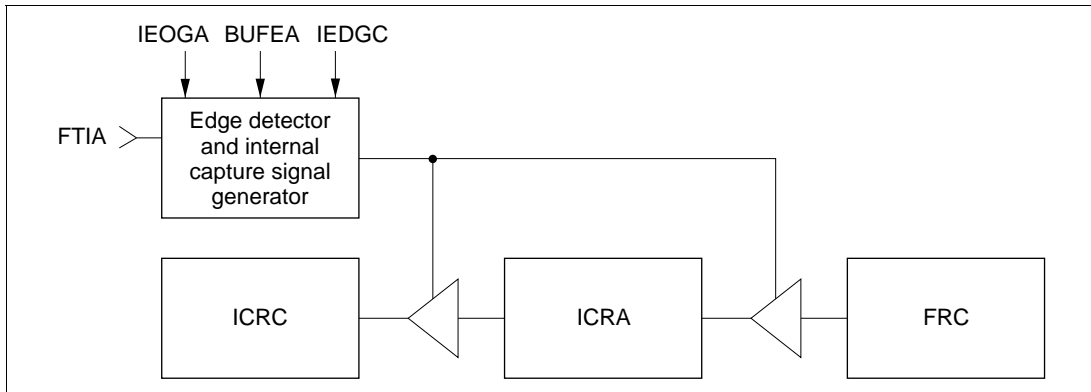 IEOGA BUFEA IEDGC
FTIA
Edge detector
and internal
capture signal
generator
ICRC ICRA FRC